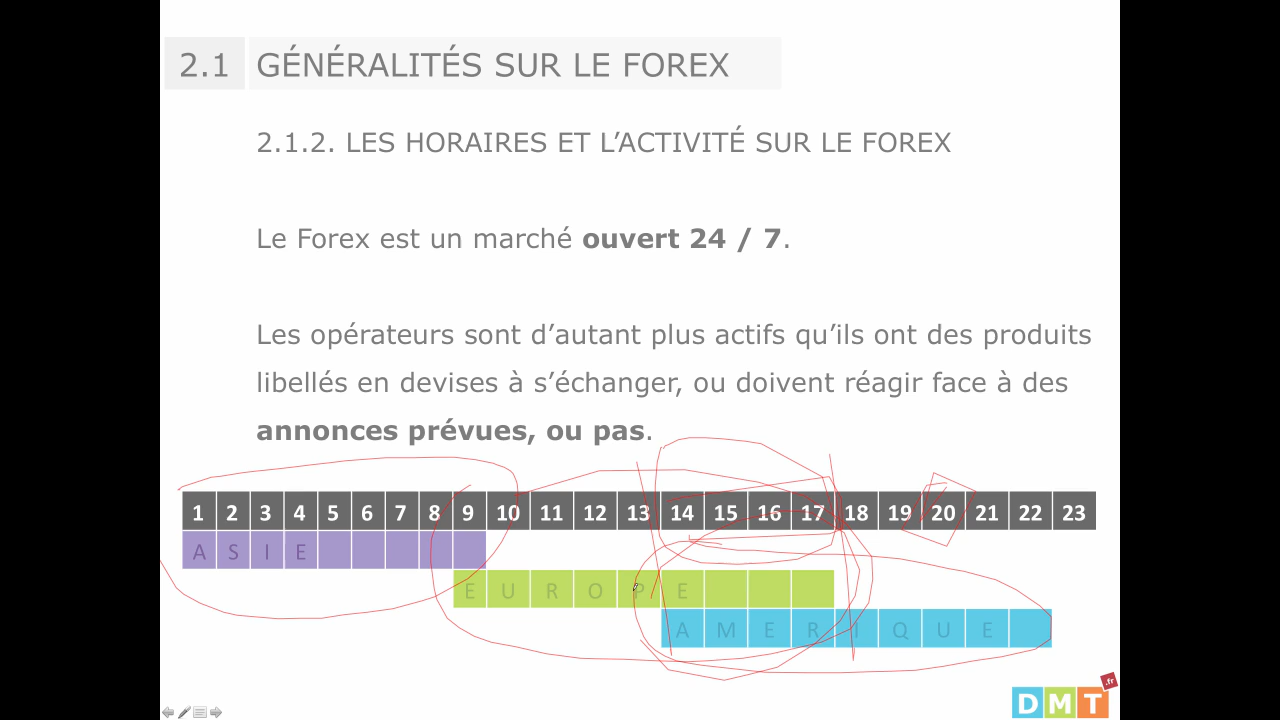 2.1 GÉNÉRALITÉS SUR LE FOREX
2.1.2. LES HORAIRES ET L’ACTIVITÉ SUR LE FOREX
Le Forex est un marché ouvert 24 / 7.
Les opérateurs sont d’autant plus actifs qu’ils ont des produits
libellés en devises à s’échanger, ou doivent réagir face à des
annonces prévues, ou pas.
1 2 3 4 5 6 7 8 9 10 11 12 13 14 15 16 17 18 19 20 21 22 23
A S I E
E U R O P E
A M E R I Q U E
DMT.fr